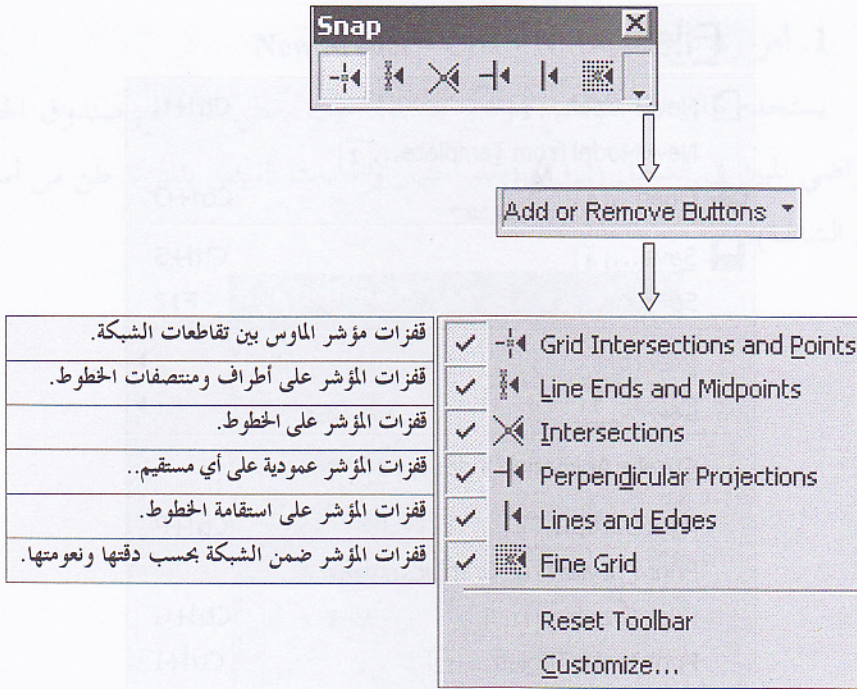 Snap
Add or Remove Buttons
قفزات مؤشر الماوس بين تقاطعات الشبكة.
Grid Intersections and Points
قفزات المؤشر على أطراف ومنتصفات الخطوط.
Line Ends and Midpoints
قفزات المؤشر على الخطوط.
Intersections
قفزات المؤشر عمودية على أي مستقيم..
Perpendicular Projections
قفزات المؤشر على استقامة الخطوط.
Lines and Edges
قفزات المؤشر ضمن الشبكة بحسب دقتها ونعومتها.
Fine Grid
Reset Toolbar
Customize...